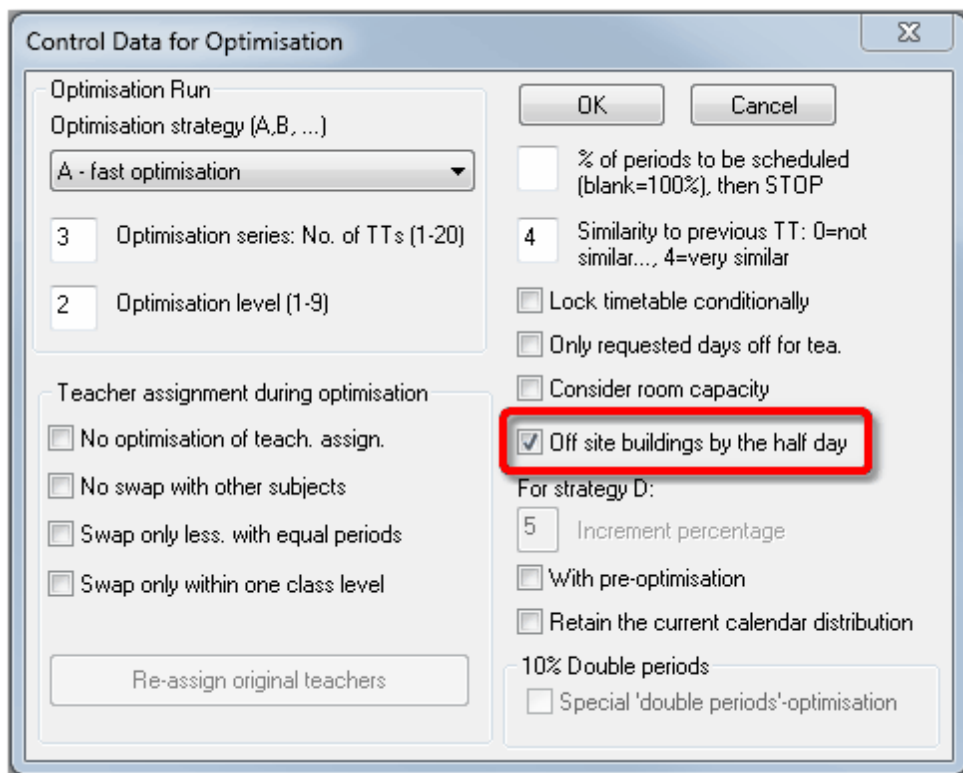 Control Data for Optimisation
Optimisation Run
Optimisation strategy (A,B, ...)
A - fast optimisation
3 Optimisation series: No. of TTs (1-20)
2 Optimisation level (1-9)
Teacher assignment during optimisation
No optimisation of teach. assign.
No swap with other subjects
Swap only less. with equal periods
Swap only within one class level
Re-assign original teachers
OK Cancel
% of periods to be scheduled
(blank=100%), then STOP
4 Similarity to previous TT: 0=not
similar..., 4=very similar
Lock timetable conditionally
Only requested days off for tea.
Consider room capacity
Off site buildings by the half day
For strategy D:
5 Increment percentage
With pre-optimisation
Retain the current calendar distribution
10% Double periods
Special 'double periods'-optimisation